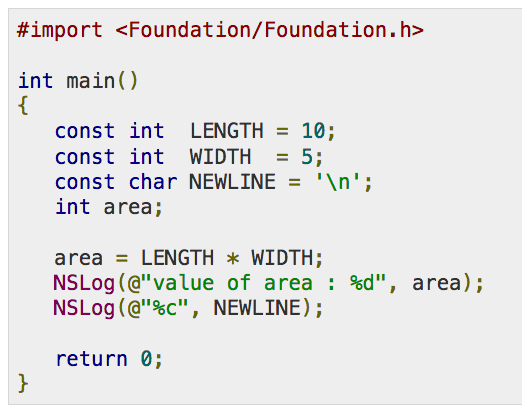 #import <Foundation/Foundation.h>

int main()
{
   const int  LENGTH = 10;
   const int  WIDTH  = 5;
   const char NEWLINE = '\n';
   int area;

   area = LENGTH * WIDTH;
   NSLog(@"value of area : %d", area);
   NSLog(@"%c", NEWLINE);

   return 0;
}